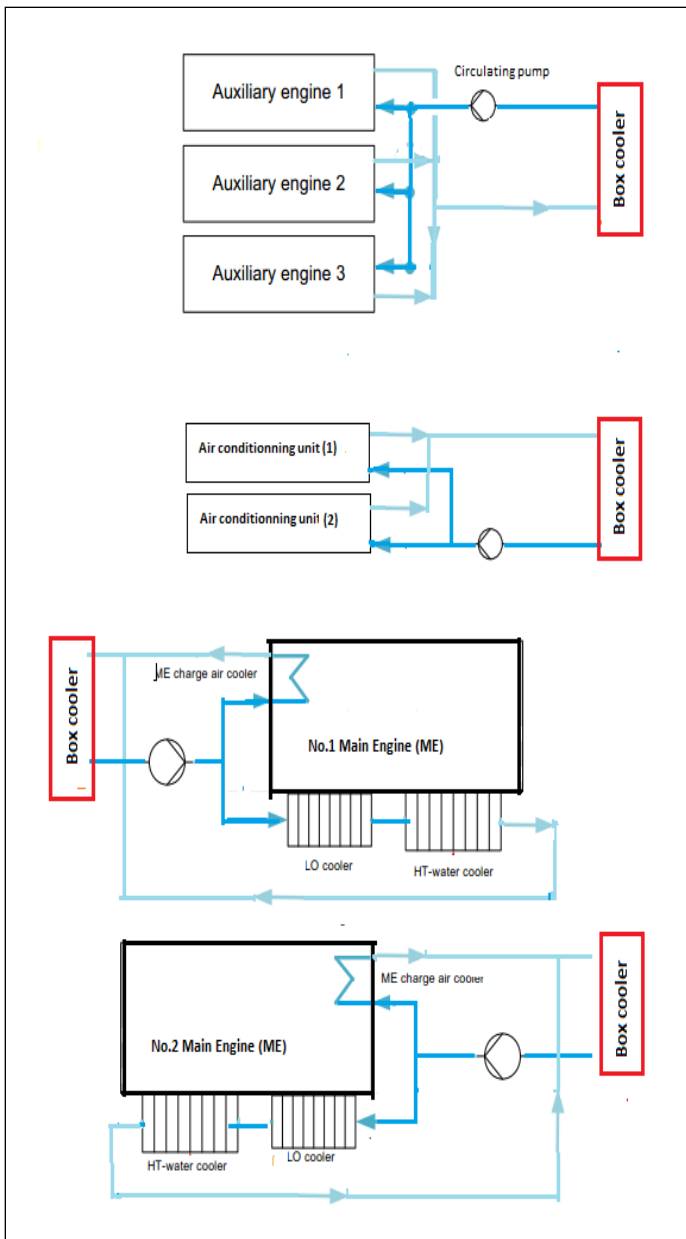 Auxiliary engine 1
Circulating pump
Box cooler
Auxiliary engine 2
Auxiliary engine 3
Air conditionning unit (1)
Air conditionning unit (2)
Box cooler
Box cooler
ME charge air cooler
No.1 Main Engine (ME)
LO cooler
HT-water cooler
ME charge air cooler
Box cooler
No.2 Main Engine (ME)
HT-water cooler
LO cooler